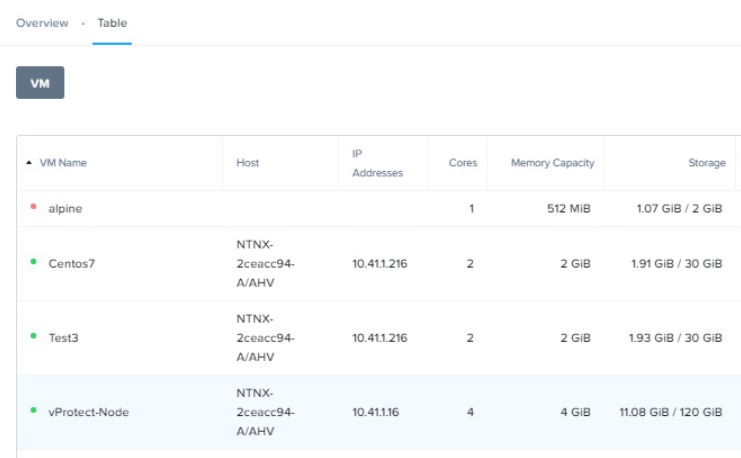 Overview · Table
VM
VM Name Host IP Addresses Cores Memory Capacity Storage
alpine 1 512 MiB 1.07 GiB / 2 GiB
Centos7 NTNX-2ceacc94-A/AHV 10.41.1.216 2 2 GiB 1.91 GiB / 30 GiB
Test3 NTNX-2ceacc94-A/AHV 10.41.1.216 2 2 GiB 1.93 GiB / 30 GiB
vProtect-Node NTNX-2ceacc94-A/AHV 10.41.1.16 4 4 GiB 11.08 GiB / 120 GiB